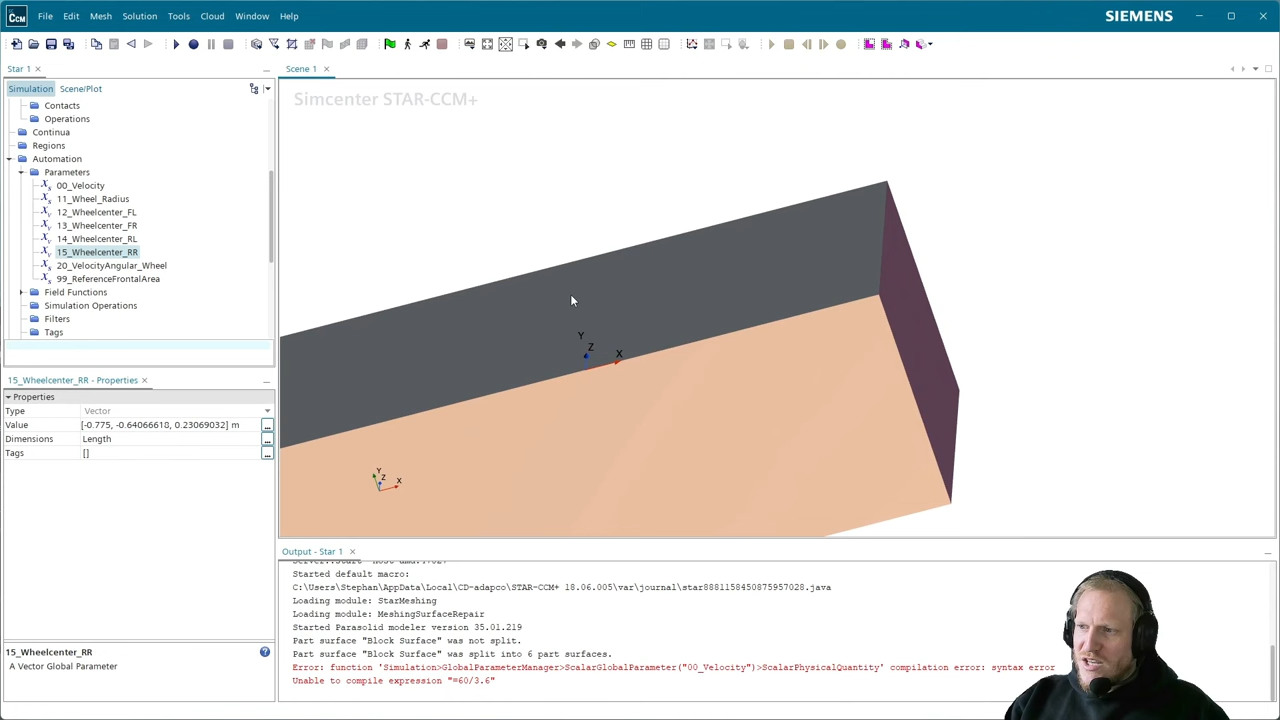 Ccm
File Edit Mesh Solution Tools Cloud Window Help
SIEMENS
Star 1
Scene 1
Simulation Scene/Plot
Simcenter STAR-CCM+
Contacts
Operations
Continua
Regions
Automation
Parameters
00_Velocity
11_Wheel_Radius
12_Wheelcenter_FL
13_Wheelcenter_FR
14_Wheelcenter_RL
15_Wheelcenter_RR
20_VelocityAngular_Wheel
99_ReferenceFrontalArea
Field Functions
Simulation Operations
Filters
Tags
Y
Z
X
Y
Z
X
15_Wheelcenter_RR - Properties
Properties
Type Vector
Value [-0.775, -0.64066618, 0.23069032] m
Dimensions Length
Tags []
15_Wheelcenter_RR
A Vector Global Parameter
Output - Star 1
Started default macro:
C:\Users\Stephan\AppData\Local\CD-adapco\STAR-CCM+ 18.06.005\var\journal\star8881158450875957028.java
Loading module: StarMeshing
Loading module: MeshingSurfaceRepair
Started Parasolid modeler version 35.01.219
Part surface "Block Surface" was not split.
Part surface "Block Surface" was split into 6 part surfaces.
Error: function 'Simulation>GlobalParameterManager>ScalarGlobalParameter("00_Velocity")>ScalarPhysicalQuantity' compilation error: syntax error
Unable to compile expression "=60/3.6"